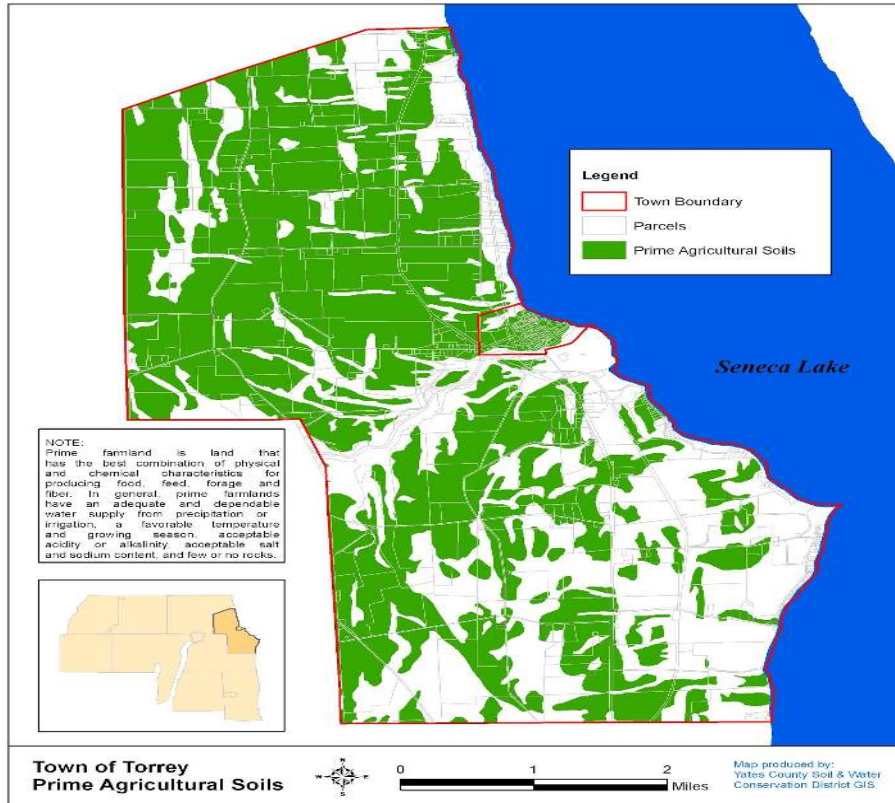 Legend
Town Boundary
Parcels
Prime Agricultural Soils
Seneca Lake
NOTE:
Prime farmland is land that
has the best combination of physical
and chemical characteristics for
producing food, feed, forage and
fiber. In general, prime farmlands
have an adequate and dependable
water supply from precipitation or
irrigation, a favorable temperature
and growing season, acceptable
acidity or alkalinity, acceptable salt
and sodium content, and few or no rocks.
Town of Torrey
Prime Agricultural Soils
N
W E
S
0 1 2
Miles
Map produced by:
Yates County Soil & Water
Conservation District GIS